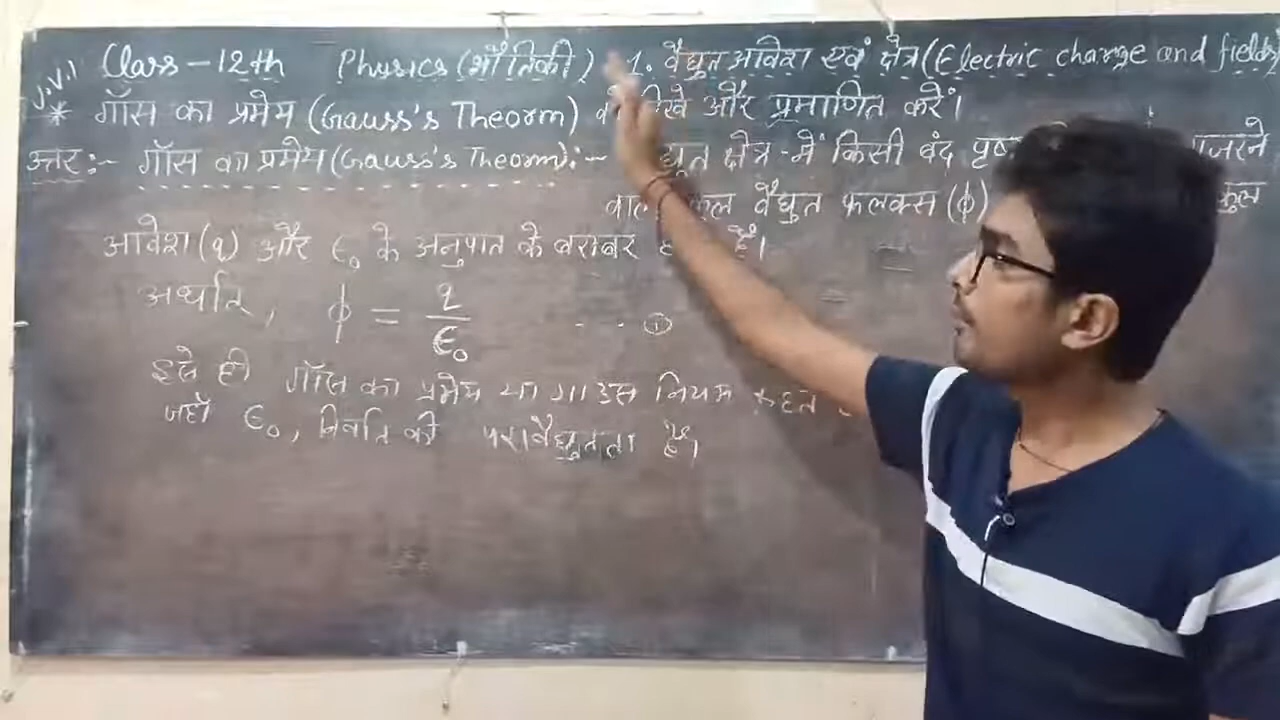 J.V.I
Class - 12th Physics (भौतिकी) 1. वैद्युत आवेश एवं क्षेत्र (Electric charge and fields)
* गॉस का प्रमेय (Gauss's Theorm) लिखे और प्रमाणित करें।
उत्तर :- गॉस का प्रमेय (Gauss's Theorm) :- क्षेत्र में किसी बंद गुजरने
वैद्युत फलक्स (ϕ) कुल
आवेश (q) और ϵ₀ के अनुपात के बराबर है।
अर्थात, ϕ = q/ϵ₀ ... ①
इसे ही गॉस का प्रमेय या गाउस नियम कहते
जहाँ ϵ₀, निर्वात की परावैद्युतता है।